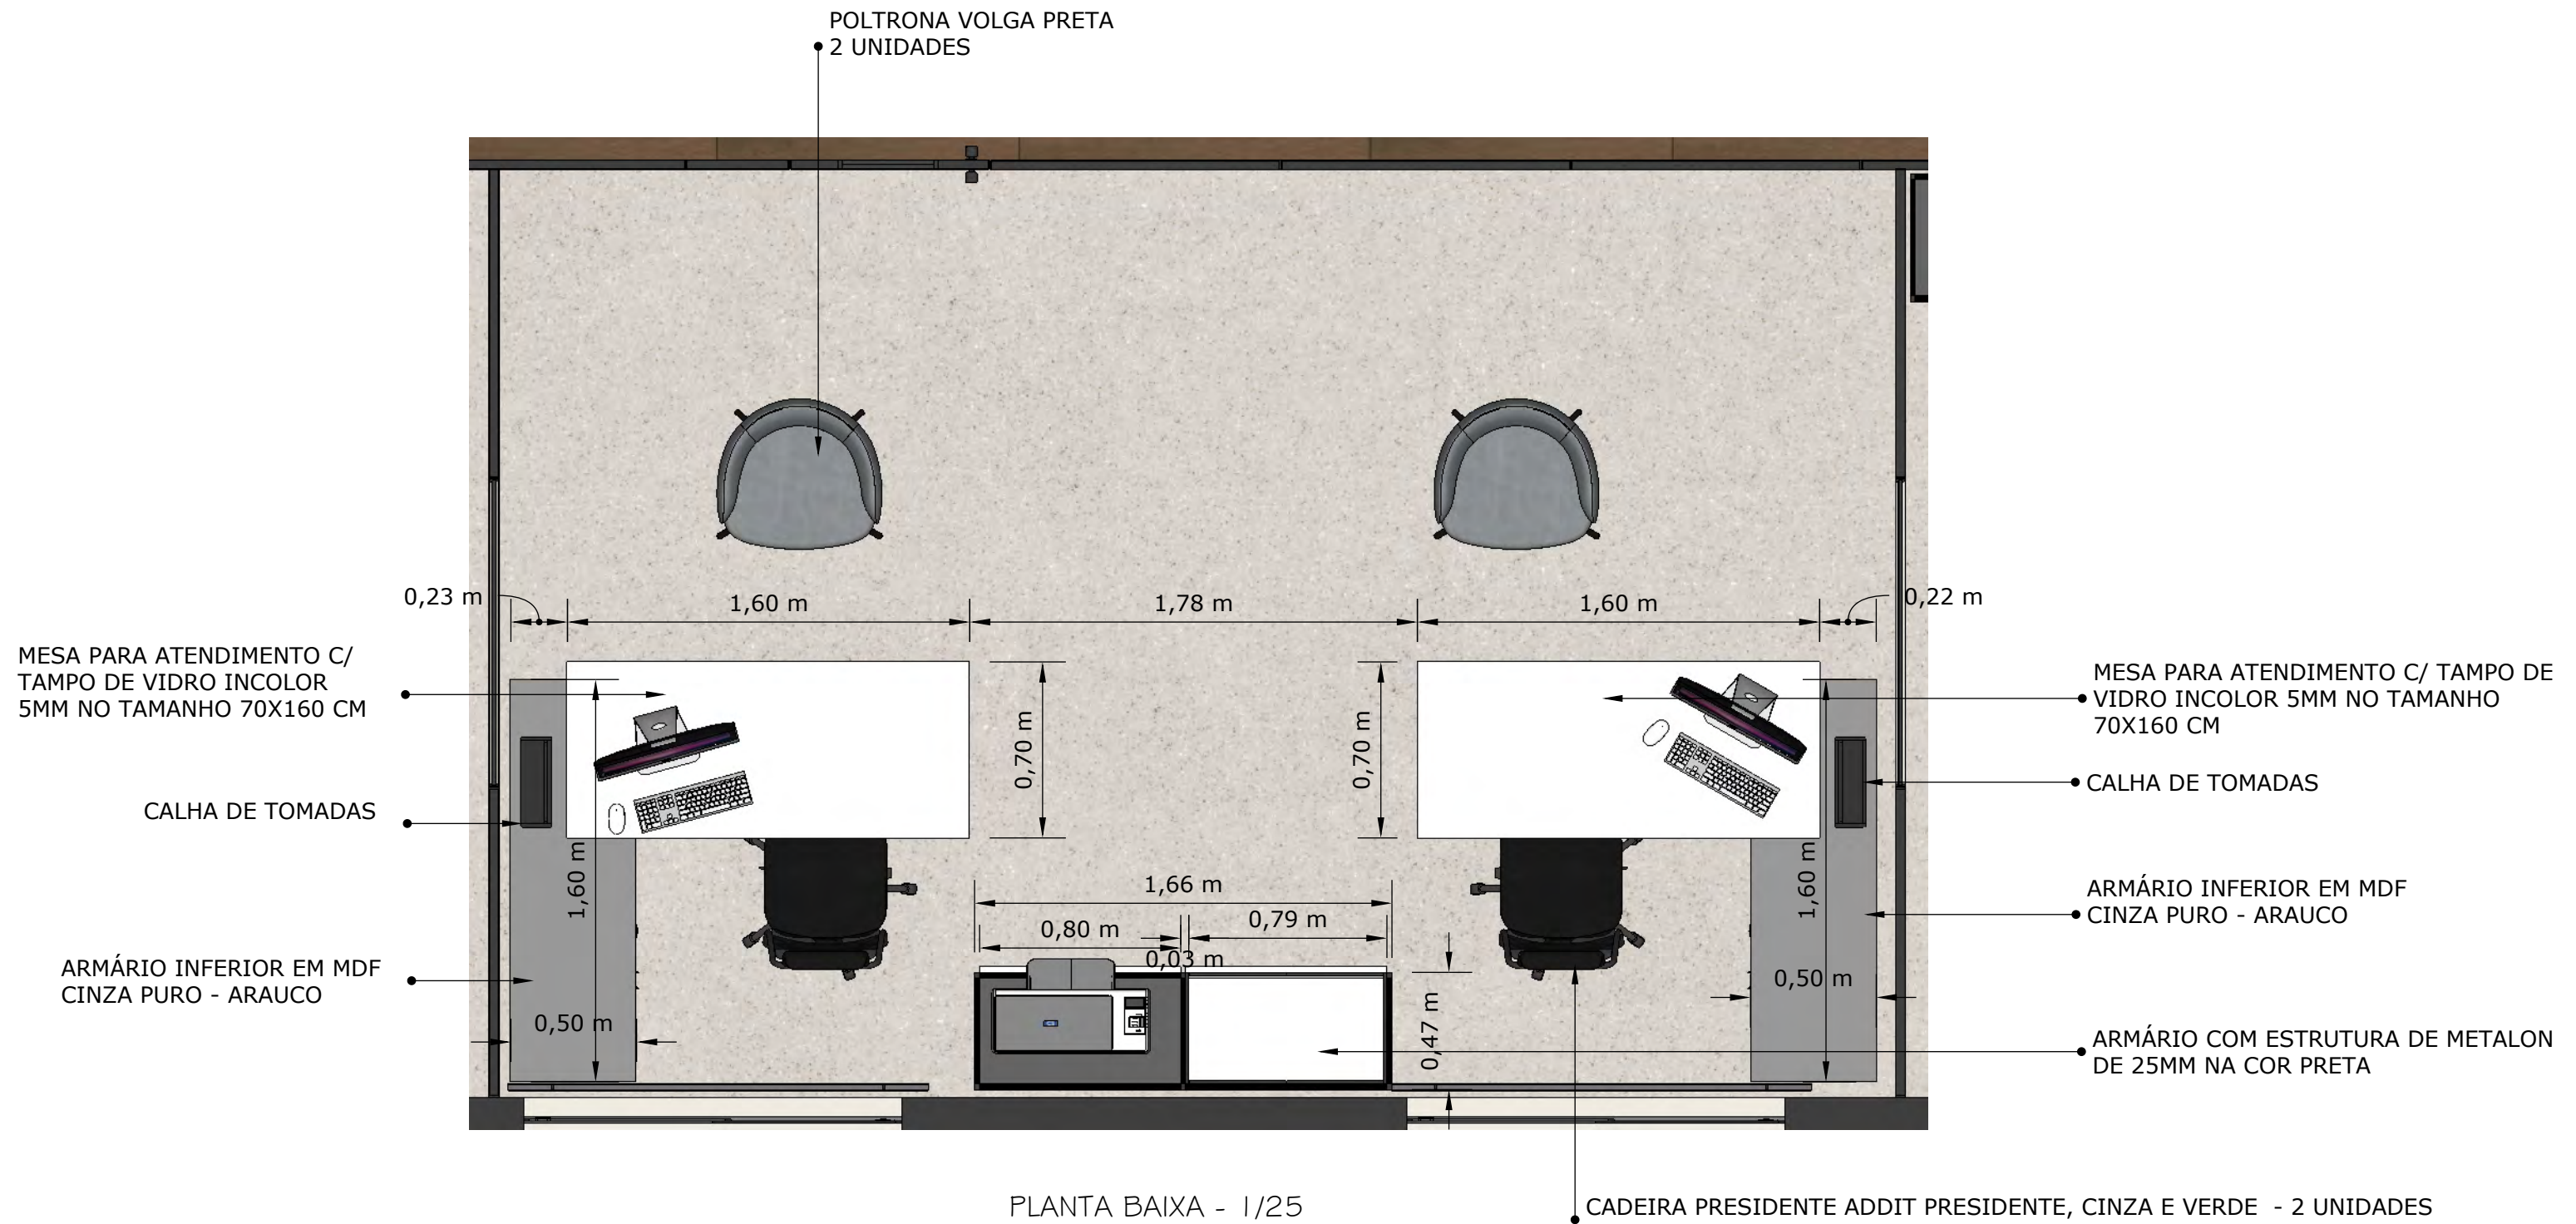 POLTRONA VOLGA PRETA
2 UNIDADES
0,23 m
1,60 m
1,78 m
1,60 m
0,22 m
MESA PARA ATENDIMENTO C/
TAMPO DE VIDRO INCOLOR
5MM NO TAMANHO 70X160 CM
MESA PARA ATENDIMENTO C/ TAMPO DE
VIDRO INCOLOR 5MM NO TAMANHO
70X160 CM
0,70 m
0,70 m
CALHA DE TOMADAS
CALHA DE TOMADAS
1,60 m
1,60 m
1,66 m
0,80 m
0,79 m
0,03 m
ARMÁRIO INFERIOR EM MDF
CINZA PURO - ARAUCO
ARMÁRIO INFERIOR EM MDF
CINZA PURO - ARAUCO
0,50 m
0,50 m
0,47 m
ARMÁRIO COM ESTRUTURA DE METALON
DE 25MM NA COR PRETA
PLANTA BAIXA - 1/25
CADEIRA PRESIDENTE ADDIT PRESIDENTE, CINZA E VERDE - 2 UNIDADES